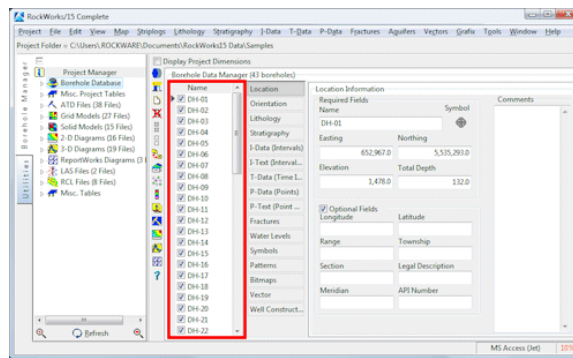 RockWorks/15 Complete
Project File Edit View Map Striplogs Lithology Stratigraphy I-Data T-Data P-Data Fractures Aquifers Vectors Grafix Tools Window Help
Project Folder = C:\Users\ROCKWARE\Documents\RockWorks15 Data\Samples
Display Project Dimensions
Borehole Manager
Utilities
Project Manager
Borehole Database
Misc. Project Tables
ATD Files (38 Files)
Grid Models (27 Files)
Solid Models (15 Files)
2-D Diagrams (16 Files)
3-D Diagrams (19 Files)
ReportWorks Diagrams (3
LAS Files (2 Files)
RCL Files (8 Files)
Misc. Tables
Refresh
Borehole Data Manager (43 boreholes)
Name
DH-01
DH-02
DH-03
DH-04
DH-05
DH-06
DH-07
DH-08
DH-09
DH-10
DH-11
DH-12
DH-13
DH-14
DH-15
DH-16
DH-17
DH-18
DH-19
DH-20
DH-21
DH-22
Location
Orientation
Lithology
Stratigraphy
I-Data (Intervals)
I-Text (Interval...
T-Data (Time I...
P-Data (Points)
P-Text (Point ...
Fractures
Water Levels
Symbols
Patterns
Bitmaps
Vector
Well Construct...
Location Information
Required Fields
Name Symbol
DH-01
Easting Northing
652,967.0 5,535,293.0
Elevation Total Depth
1,478.0 132.0
Optional Fields
Longitude Latitude
Range Township
Section Legal Description
Meridian API Number
Comments
MS Access (Jet) 10%